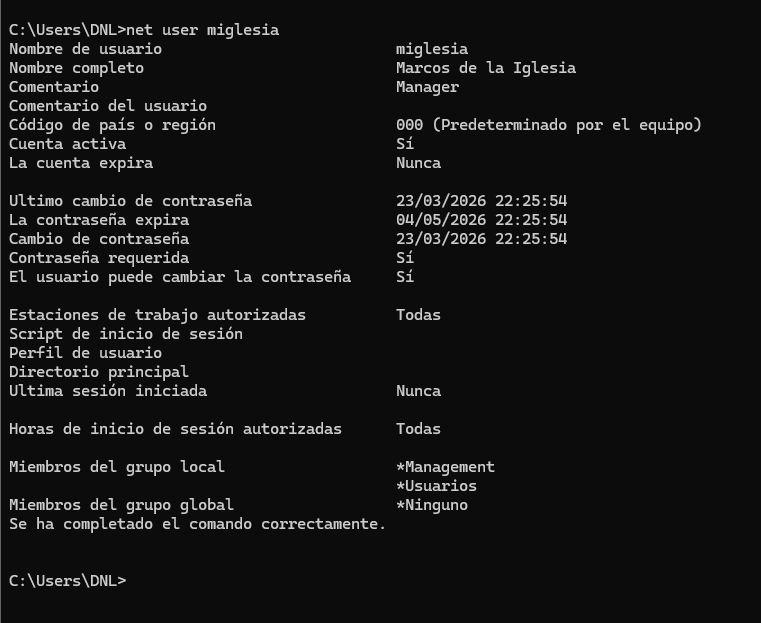 C:\Users\DNL>net user miglesia
Nombre de usuario                          miglesia
Nombre completo                            Marcos de la Iglesia
Comentario                                 Manager
Comentario del usuario
Código de país o región                    000 (Predeterminado por el equipo)
Cuenta activa                              Sí
La cuenta expira                           Nunca

Ultimo cambio de contraseña                23/03/2026 22:25:54
La contraseña expira                       04/05/2026 22:25:54
Cambio de contraseña                       23/03/2026 22:25:54
Contraseña requerida                       Sí
El usuario puede cambiar la contraseña     Sí

Estaciones de trabajo autorizadas          Todas
Script de inicio de sesión
Perfil de usuario
Directorio principal
Ultima sesión iniciada                     Nunca

Horas de inicio de sesión autorizadas      Todas

Miembros del grupo local                   *Management
                                           *Usuarios
Miembros del grupo global                  *Ninguno
Se ha completado el comando correctamente.


C:\Users\DNL>